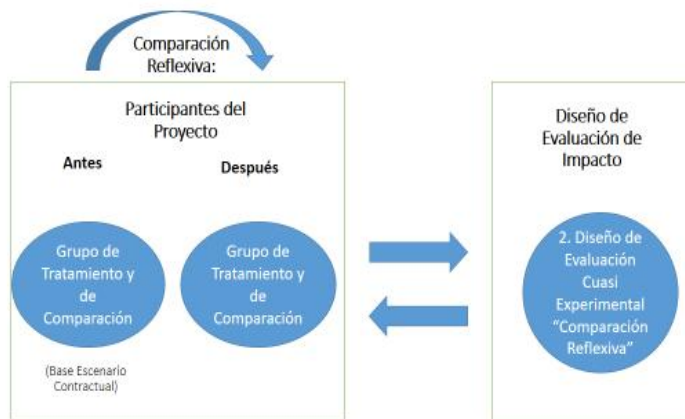 Comparación
Reflexiva:
Participantes del
Proyecto
Antes
Después
Grupo de
Tratamiento y
de
Comparación
Grupo de
Tratamiento y
de
Comparación
(Base Escenario
Contractual)
Diseño de
Evaluación de
Impacto
2. Diseño de
Evaluación
Cuasi
Experimental
"Comparación
Reflexiva"